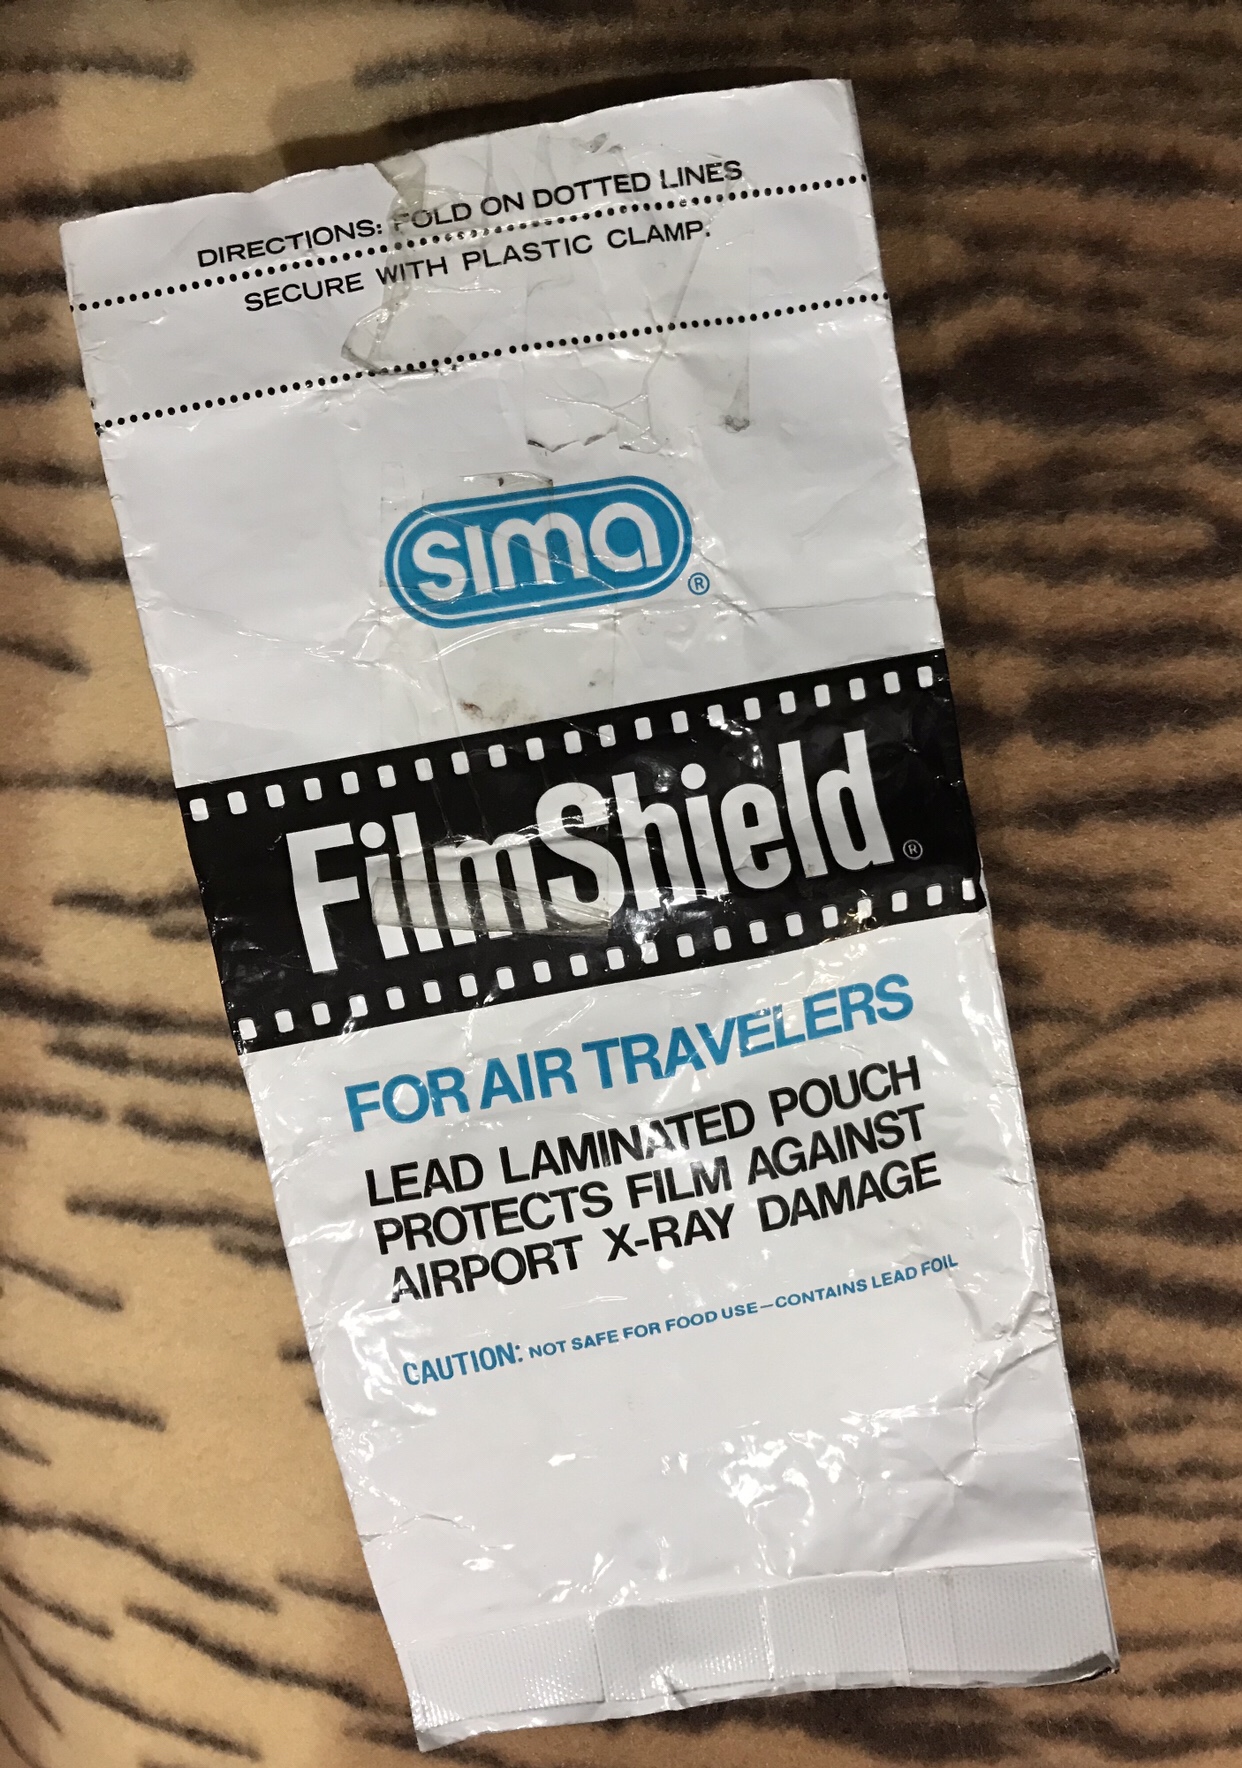 DIRECTIONS: FOLD ON DOTTED LINES
SECURE WITH PLASTIC CLAMP.
sima®
FilmShield®
FOR AIR TRAVELERS
LEAD LAMINATED POUCH
PROTECTS FILM AGAINST
AIRPORT X-RAY DAMAGE
CAUTION: NOT SAFE FOR FOOD USE—CONTAINS LEAD FOIL